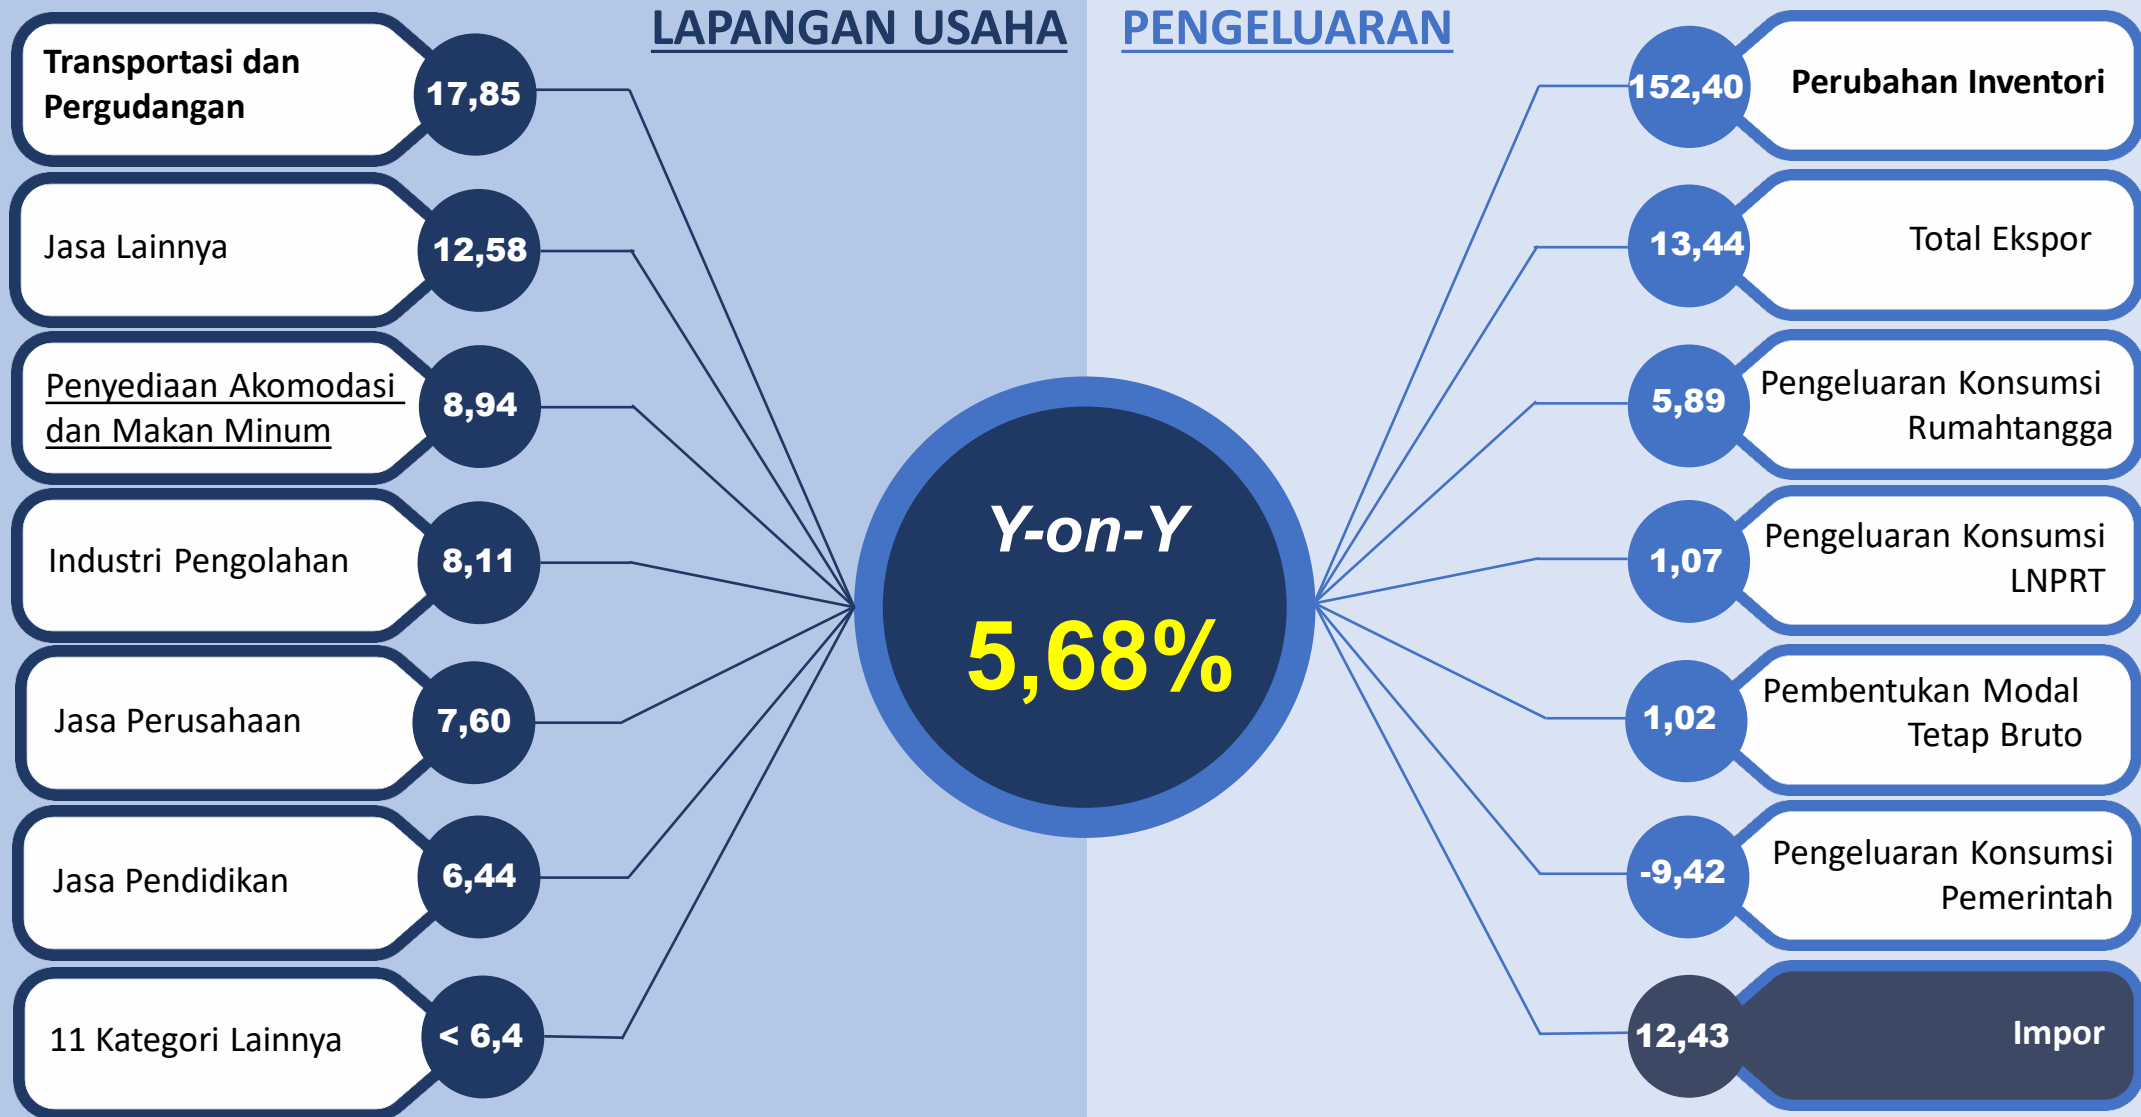 LAPANGAN USAHA
Transportasi dan
Pergudangan
17,85
Jasa Lainnya
12,58
Penyediaan Akomodasi
dan Makan Minum
8,94
Industri Pengolahan
8,11
Jasa Perusahaan
7,60
Jasa Pendidikan
6,44
11 Kategori Lainnya
< 6,4
Y-on-Y
5,68%
PENGELUARAN
152,40
Perubahan Inventori
13,44
Total Ekspor
5,89
Pengeluaran Konsumsi
Rumahtangga
1,07
Pengeluaran Konsumsi
LNPRT
1,02
Pembentukan Modal
Tetap Bruto
-9,42
Pengeluaran Konsumsi
Pemerintah
12,43
Impor